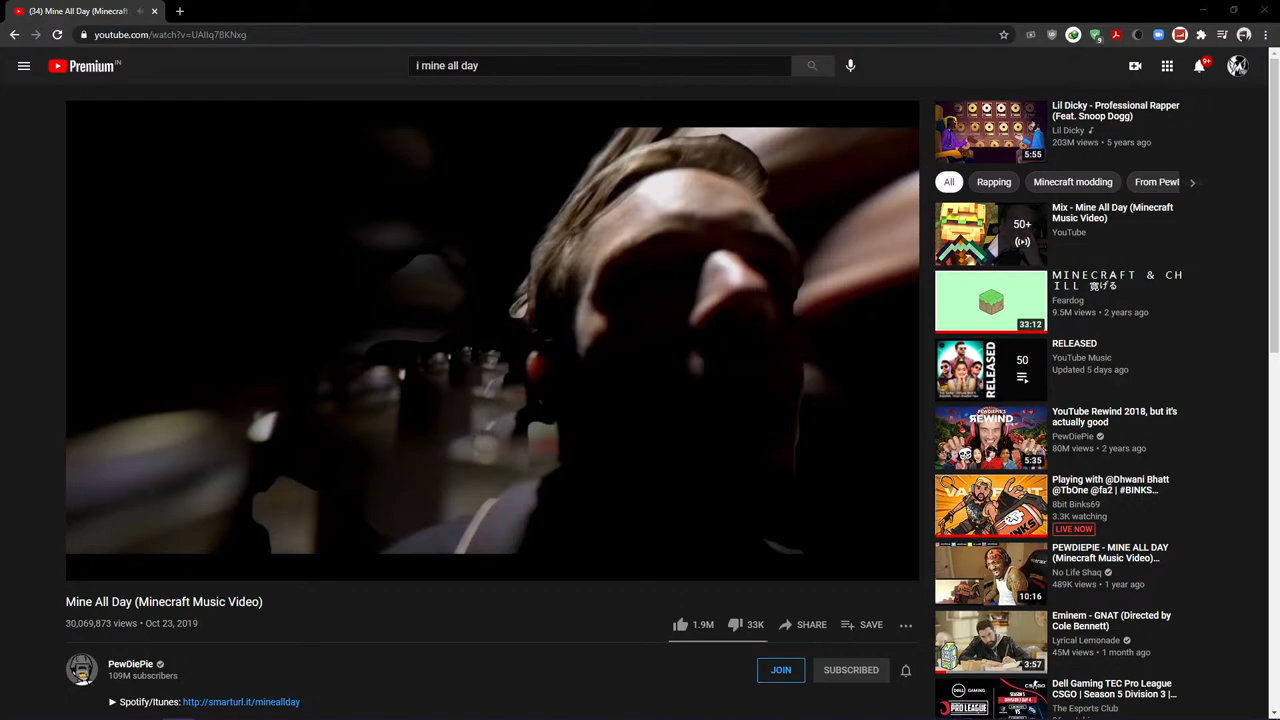 (34) Mine All Day (Minecraft
youtube.com/watch?v=UAIIq7BKNxg
Premium IN
i mine all day
9+
Mine All Day (Minecraft Music Video)
30,069,873 views • Oct 23, 2019
1.9M
33K
SHARE
SAVE
PewDiePie
109M subscribers
JOIN
SUBSCRIBED
▶ Spotify/Itunes: http://smarturl.it/mineallday
Lil Dicky - Professional Rapper
(Feat. Snoop Dogg)
Lil Dicky
203M views • 5 years ago
5:55
All
Rapping
Minecraft modding
From PewD
Mix - Mine All Day (Minecraft
Music Video)
YouTube
50+
ＭＩＮＥＣＲＡＦＴ ＆ ＣＨ
ＩＬＬ 寛げる
Feardog
9.5M views • 2 years ago
33:12
RELEASED
YouTube Music
Updated 5 days ago
RELEASED
50
YouTube Rewind 2018, but it's
actually good
PewDiePie
80M views • 2 years ago
PEWDIEPIE'S
REWIND
5:35
Playing with @Dhwani Bhatt
@TbOne @fa2 | #BINKS...
8bit Binks69
3.3K watching
LIVE NOW
BINKS
PEWDIEPIE - MINE ALL DAY
(Minecraft Music Video)...
No Life Shaq
489K views • 1 year ago
10:16
Eminem - GNAT (Directed by
Cole Bennett)
Lyrical Lemonade
45M views • 1 month ago
3:57
Dell Gaming TEC Pro League
CSGO | Season 5 Division 3 |...
The Esports Club
DELL GAMING
PRO LEAGUE
CS:GO